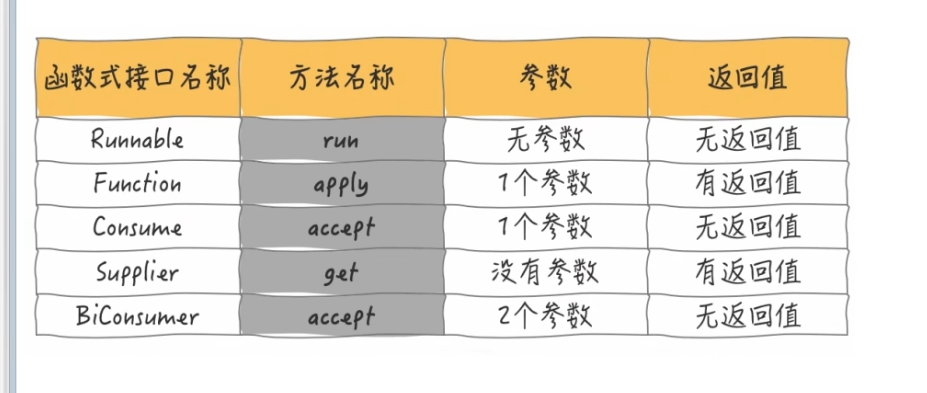 函数式接口名称 方法名称 参数 返回值
Runnable run 无参数 无返回值
Function apply 1个参数 有返回值
Consume accept 1个参数 无返回值
Supplier get 没有参数 有返回值
BiConsumer accept 2个参数 无返回值